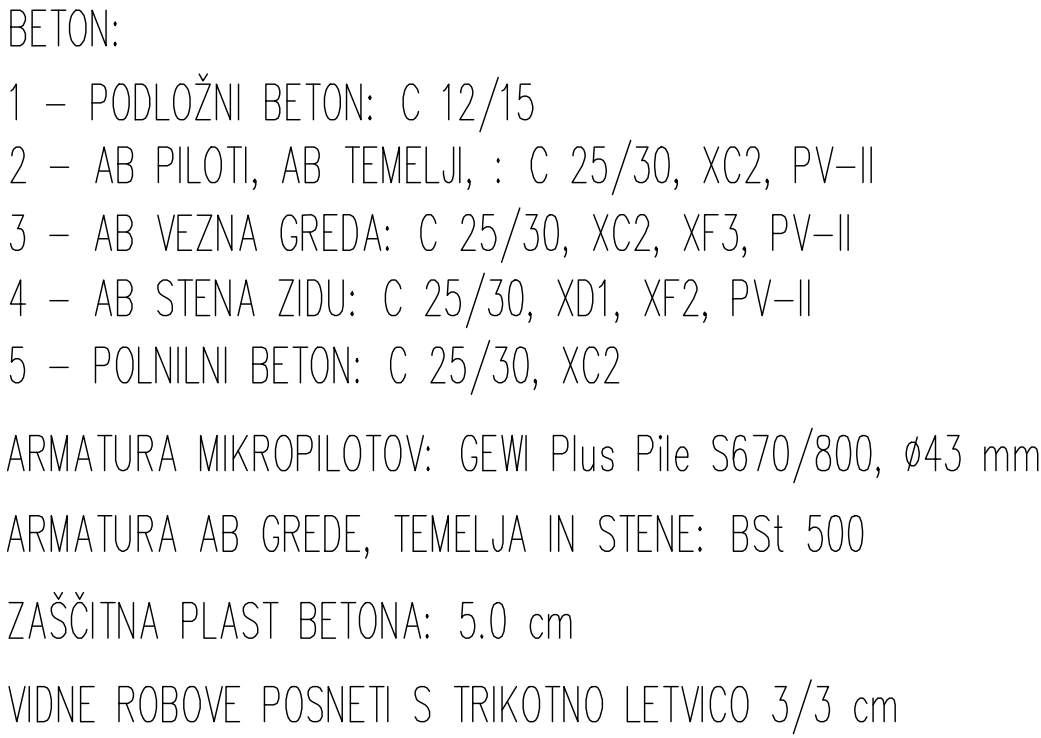 BETON:
1 - PODLOŽNI BETON: C 12/15
2 - AB PILOTI, AB TEMELJI, : C 25/30, XC2, PV-II
3 - AB VEZNA GREDA: C 25/30, XC2, XF3, PV-II
4 - AB STENA ZIDU: C 25/30, XD1, XF2, PV-II
5 - POLNILNI BETON: C 25/30, XC2
ARMATURA MIKROPILOTOV: GEWI Plus Pile S670/800, ø43 mm
ARMATURA AB GREDE, TEMELJA IN STENE: BSt 500
ZAŠČITNA PLAST BETONA: 5.0 cm
VIDNE ROBOVE POSNETI S TRIKOTNO LETVICO 3/3 cm